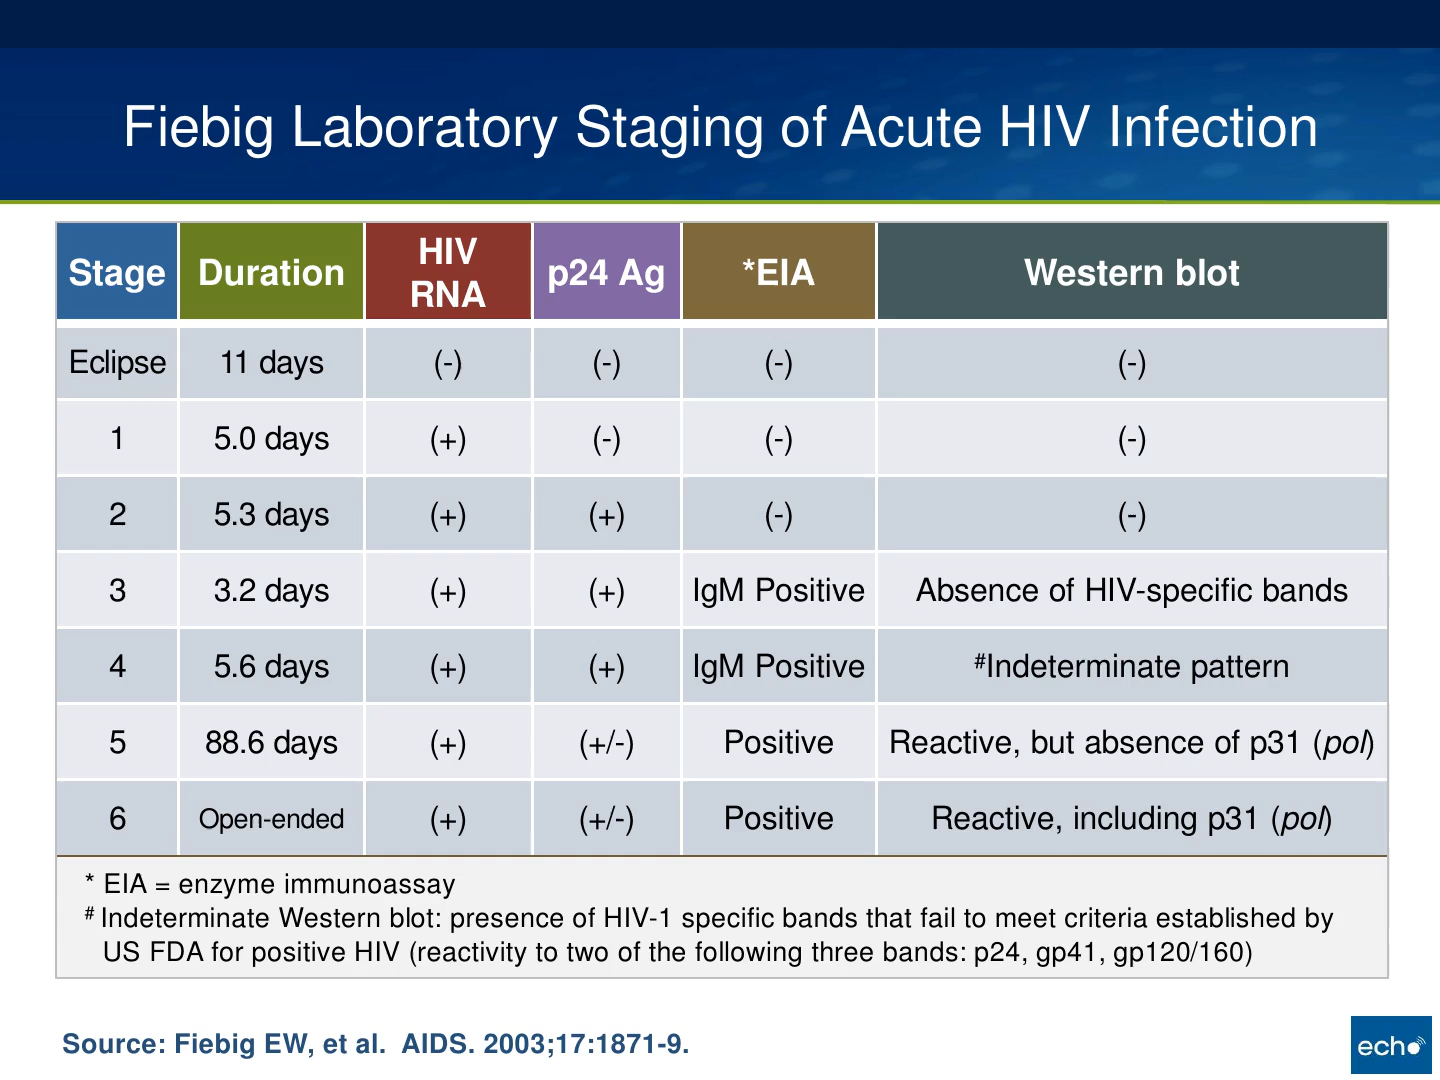 Fiebig Laboratory Staging of Acute HIV Infection
Stage Duration HIV RNA p24 Ag *EIA Western blot
Eclipse 11 days (-) (-) (-) (-)
1 5.0 days (+) (-) (-) (-)
2 5.3 days (+) (+) (-) (-)
3 3.2 days (+) (+) IgM Positive Absence of HIV-specific bands
4 5.6 days (+) (+) IgM Positive #Indeterminate pattern
5 88.6 days (+) (+/-) Positive Reactive, but absence of p31 (pol)
6 Open-ended (+) (+/-) Positive Reactive, including p31 (pol)
* EIA = enzyme immunoassay
# Indeterminate Western blot: presence of HIV-1 specific bands that fail to meet criteria established by
US FDA for positive HIV (reactivity to two of the following three bands: p24, gp41, gp120/160)
Source: Fiebig EW, et al. AIDS. 2003;17:1871-9.
echo